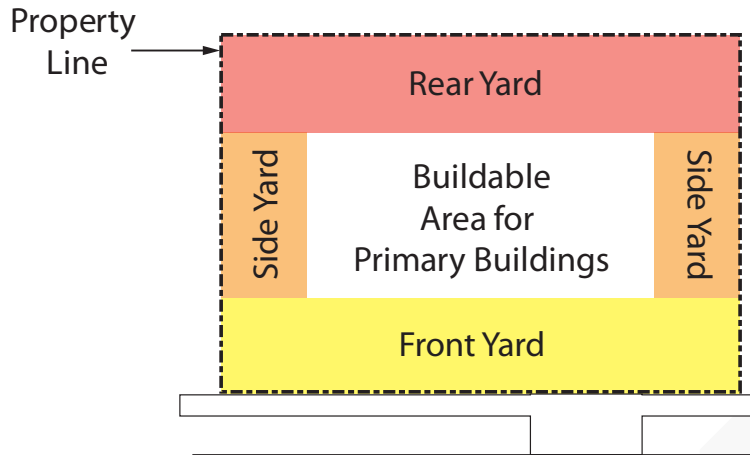 Property
Line
Rear Yard
Side Yard
Buildable
Area for
Primary Buildings
Side Yard
Front Yard